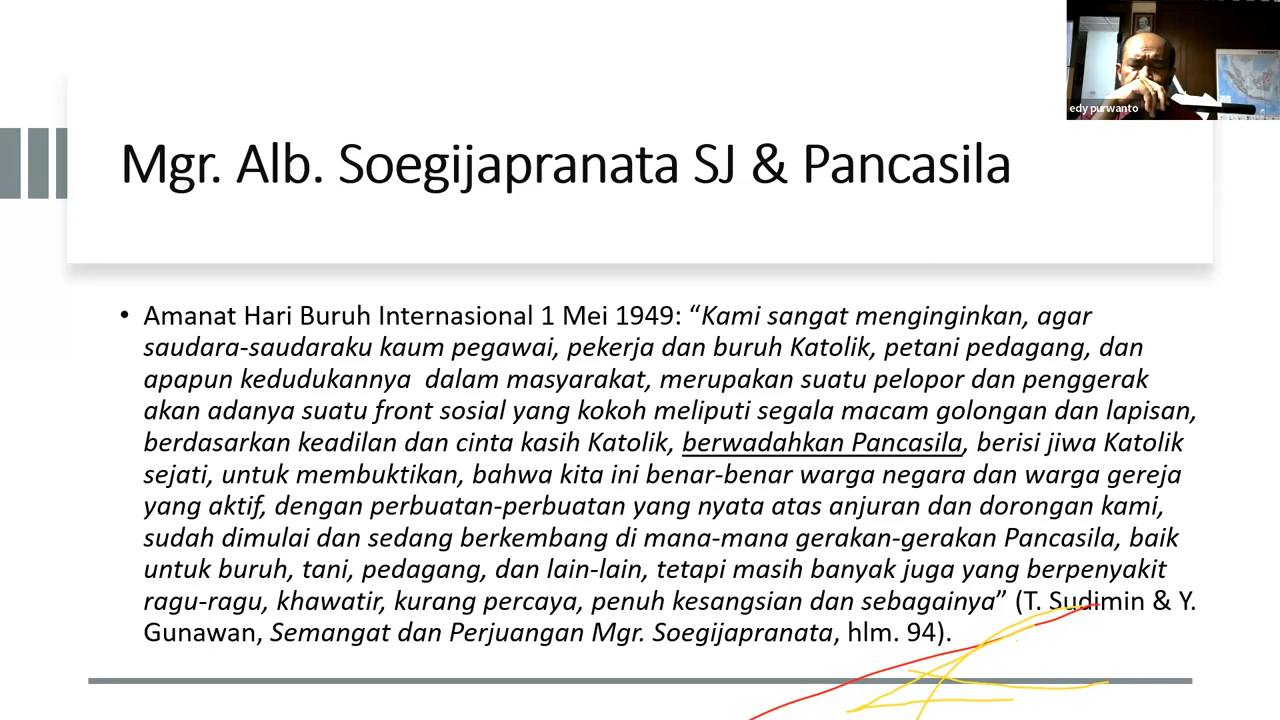 edy purwanto
Mgr. Alb. Soegijapranata SJ & Pancasila
• Amanat Hari Buruh Internasional 1 Mei 1949: “Kami sangat menginginkan, agar
saudara-saudaraku kaum pegawai, pekerja dan buruh Katolik, petani pedagang, dan
apapun kedudukannya  dalam masyarakat, merupakan suatu pelopor dan penggerak
akan adanya suatu front sosial yang kokoh meliputi segala macam golongan dan lapisan,
berdasarkan keadilan dan cinta kasih Katolik, berwadahkan Pancasila, berisi jiwa Katolik
sejati, untuk membuktikan, bahwa kita ini benar-benar warga negara dan warga gereja
yang aktif, dengan perbuatan-perbuatan yang nyata atas anjuran dan dorongan kami,
sudah dimulai dan sedang berkembang di mana-mana gerakan-gerakan Pancasila, baik
untuk buruh, tani, pedagang, dan lain-lain, tetapi masih banyak juga yang berpenyakit
ragu-ragu, khawatir, kurang percaya, penuh kesangsian dan sebagainya” (T. Sudimin & Y.
Gunawan, Semangat dan Perjuangan Mgr. Soegijapranata, hlm. 94).